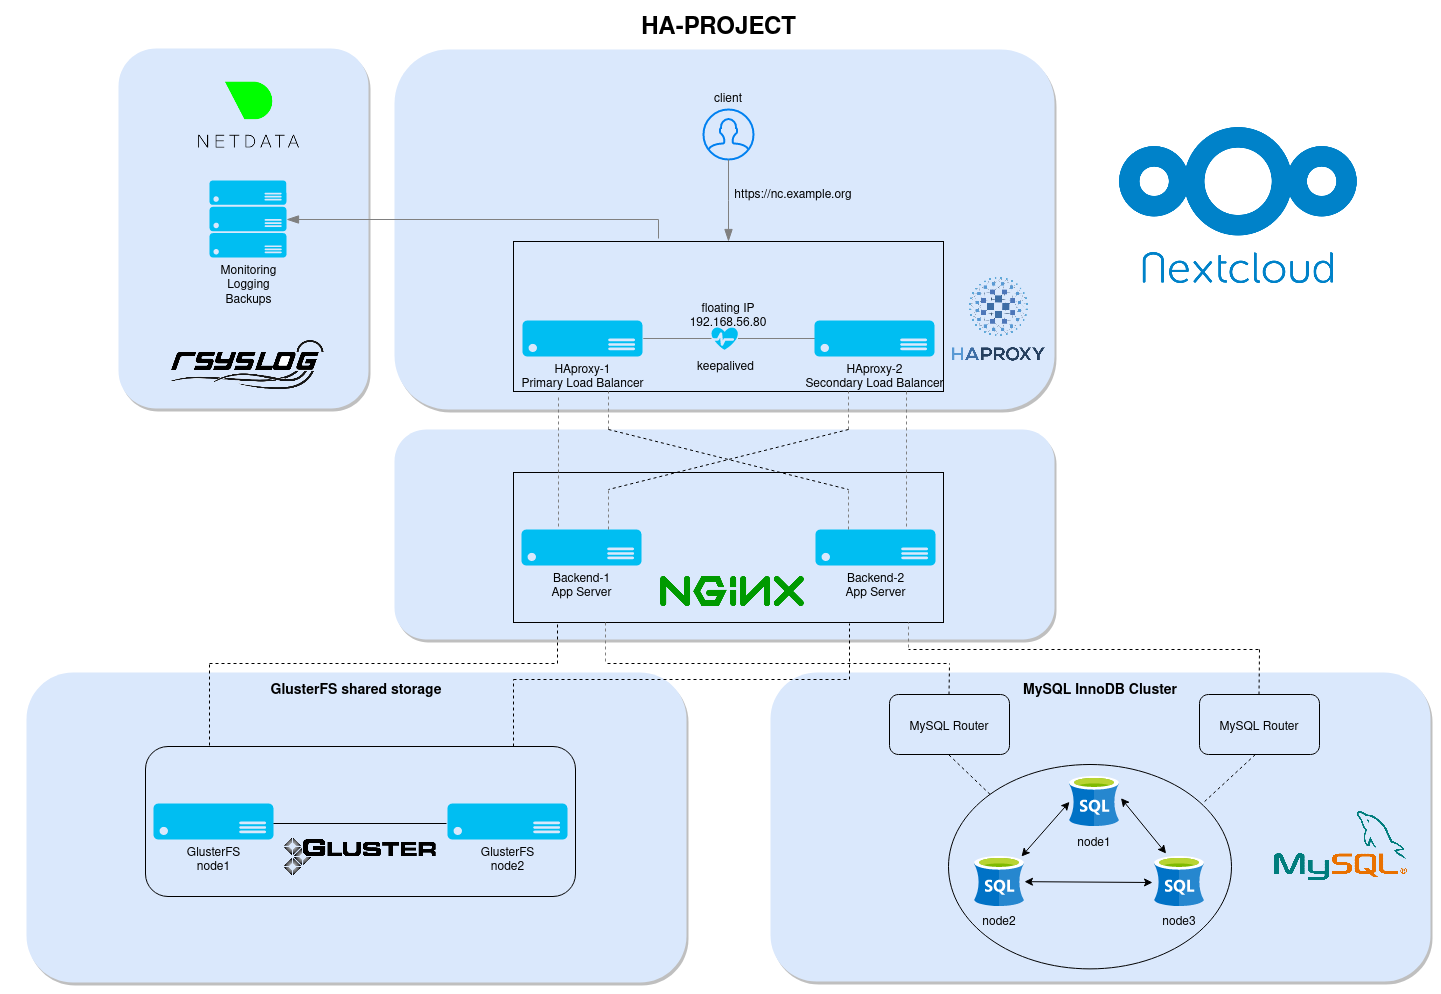 HA-PROJECT
NETDATA
Monitoring
Logging
Backups
rsyslog
client
https://nc.example.org
floating IP
192.168.56.80
keepalived
HAproxy-1
Primary Load Balancer
HAproxy-2
Secondary Load Balancer
HAPROXY
Nextcloud
Backend-1
App Server
NGiNX
Backend-2
App Server
GlusterFS shared storage
GlusterFS
node1
GLUSTER
GlusterFS
node2
MySQL InnoDB Cluster
MySQL Router
MySQL Router
SQL
node1
SQL
node2
SQL
node3
MySQL®